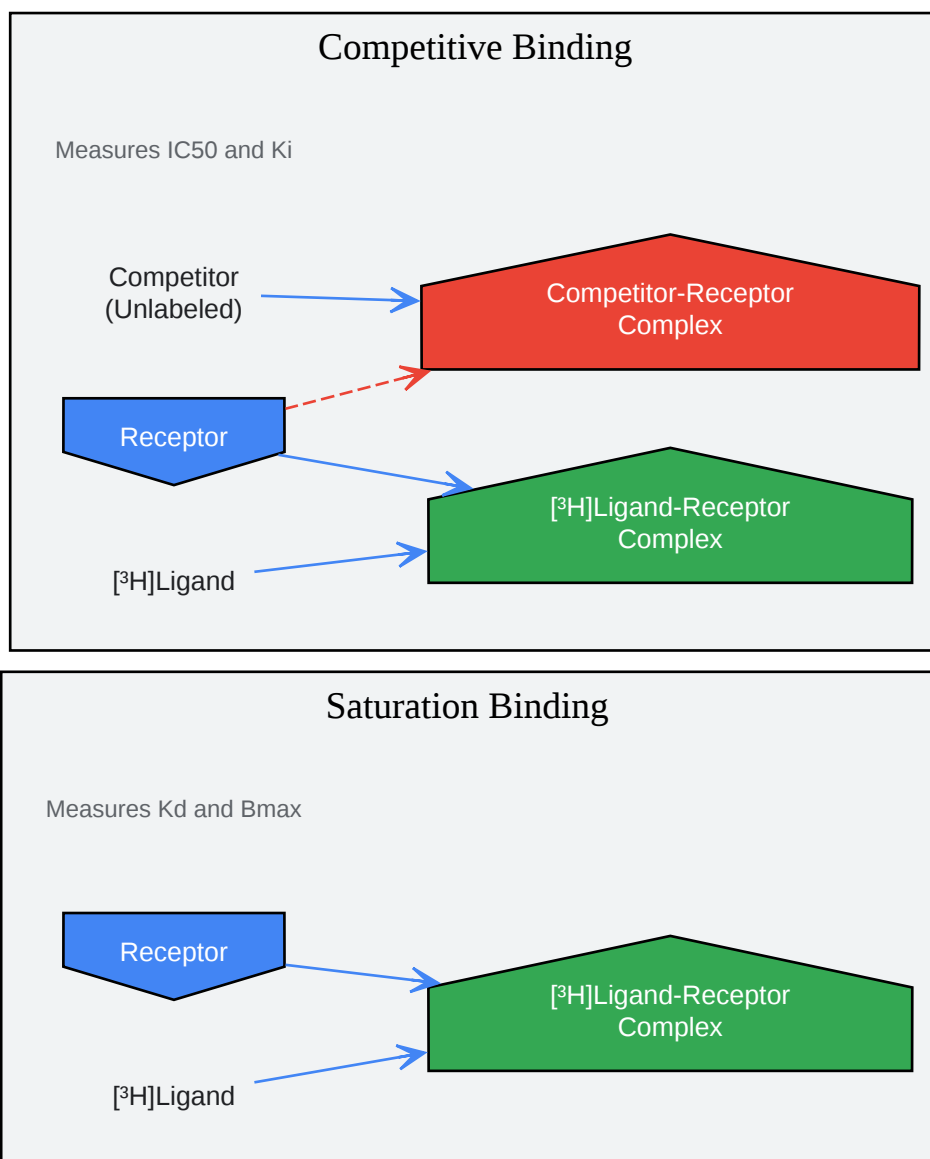 Competitive Binding
Measures IC50 and Ki
Competitor
(Unlabeled)
Competitor-Receptor
Complex
Receptor
[³H]Ligand-Receptor
Complex
[³H]Ligand
Saturation Binding
Measures Kd and Bmax
Receptor
[³H]Ligand-Receptor
Complex
[³H]Ligand